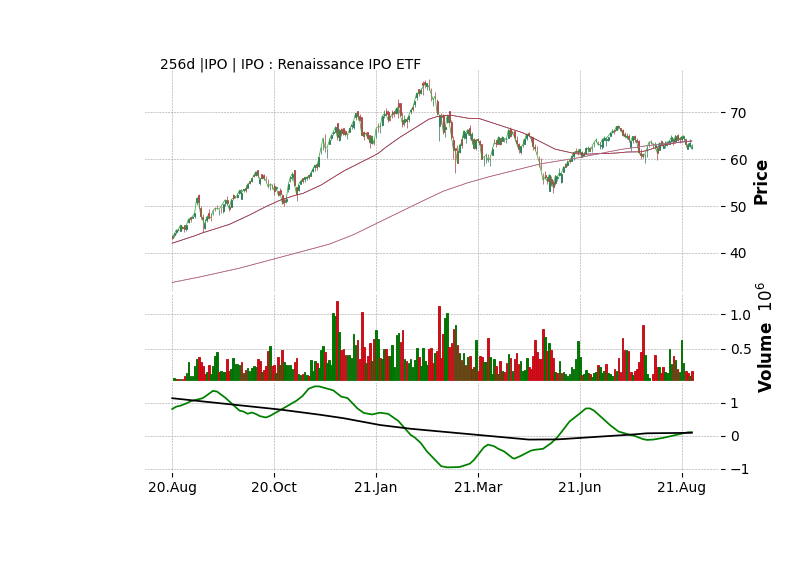 256d |IPO | IPO : Renaissance IPO ETF
70
60
50
40
Price
1.0
0.5
Volume 10^6
1
0
−1
20.Aug
20.Oct
21.Jan
21.Mar
21.Jun
21.Aug